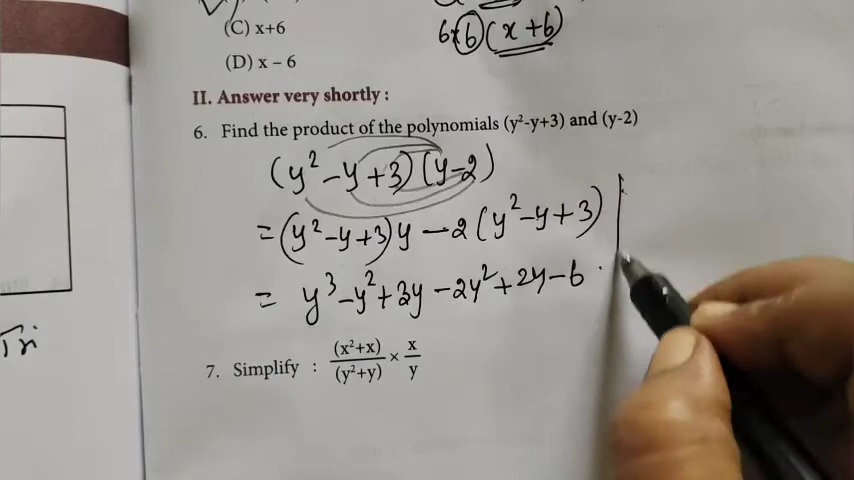 (C) x+6
6×6(x+6)
(D) x – 6
II. Answer very shortly :
6. Find the product of the polynomials (y²-y+3) and (y-2)
(y²-y+3)(y-2)
=(y²-y+3)y-2(y²-y+3)
= y³-y²+3y-2y²+2y-6
7. Simplify : (x²+x)/(y²+y) × x/y